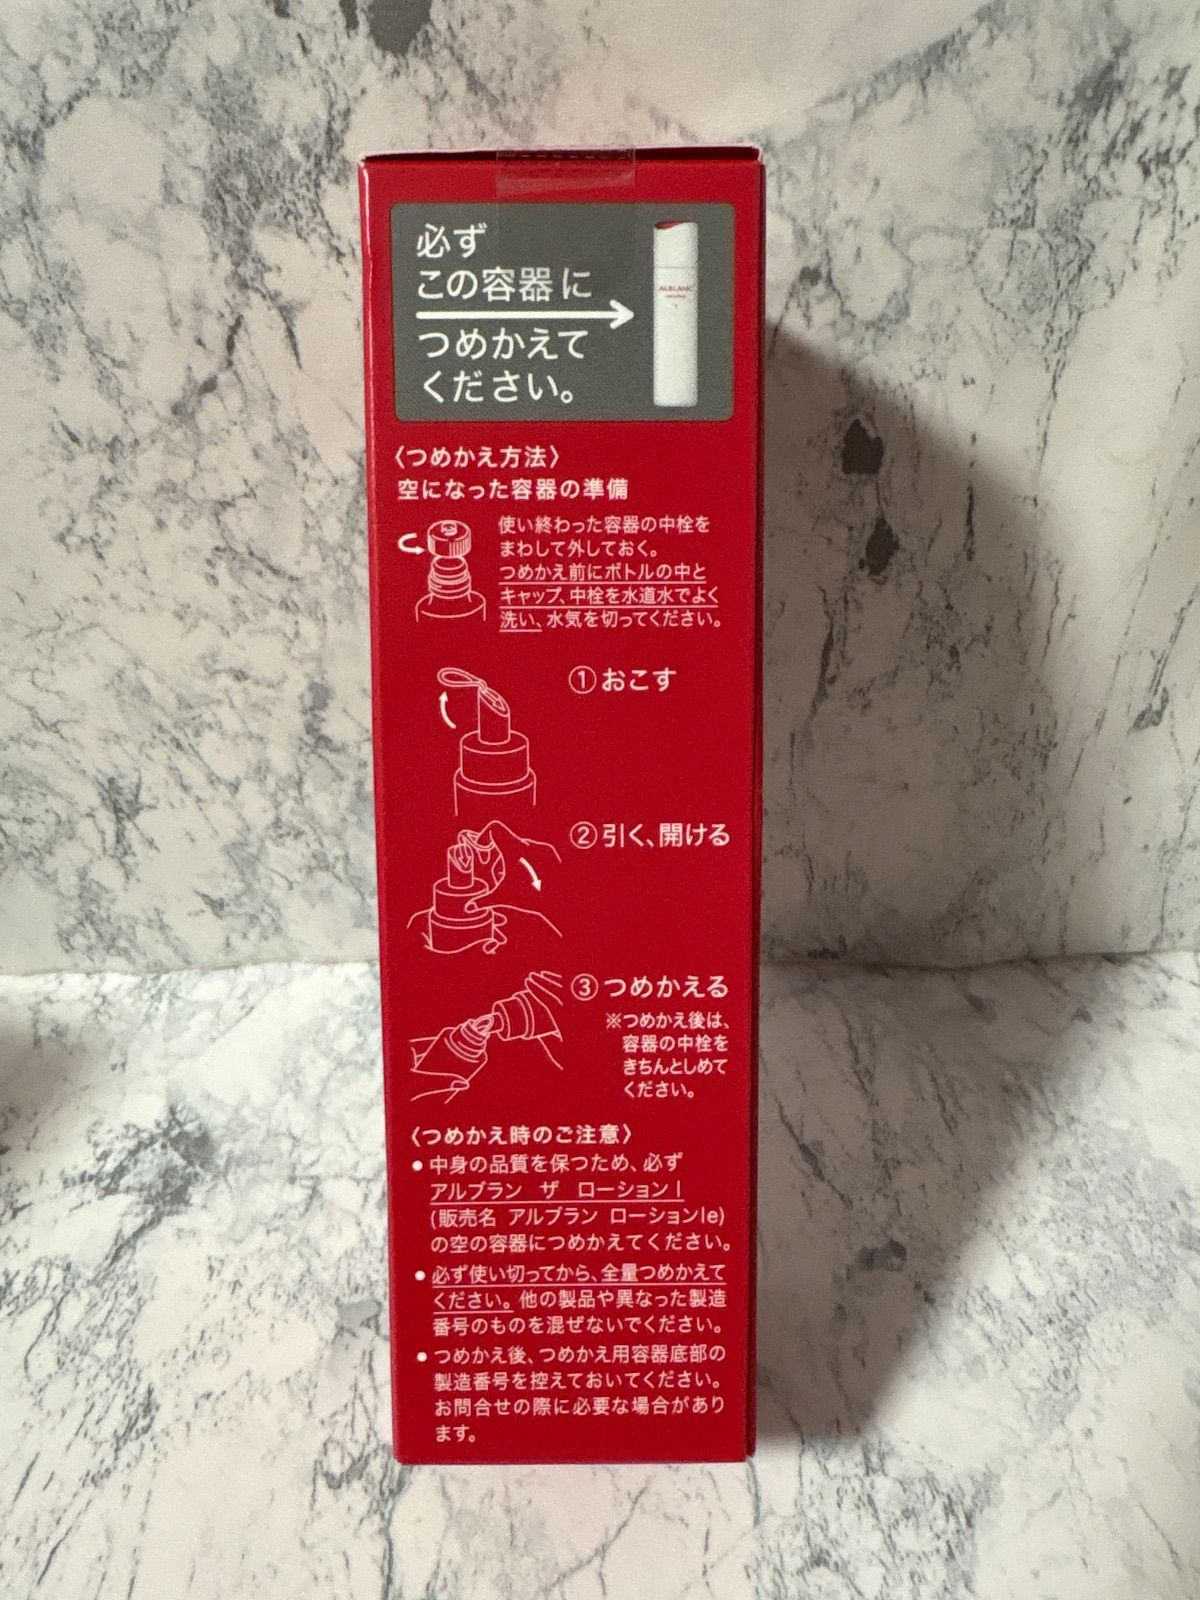 必ず
この容器に
つめかえて
ください。
ALBLANC
〈つめかえ方法〉
空になった容器の準備
使い終わった容器の中栓を
まわして外しておく。
つめかえ前にボトルの中と
キャップ、中栓を水道水でよく
洗い、水気を切ってください。
①おこす
②引く、開ける
③つめかえる
※つめかえ後は、
容器の中栓を
きちんとしめて
ください。
〈つめかえ時のご注意〉
●中身の品質を保つため、必ず
アルブラン ザ ローションⅠ
(販売名 アルブラン ローションIe)
の空の容器につめかえてください。
●必ず使い切ってから、全量つめかえて
ください。他の製品や異なった製造
番号のものを混ぜないでください。
●つめかえ後、つめかえ用容器底部の
製造番号を控えておいてください。
お問合せの際に必要な場合があり
ます。